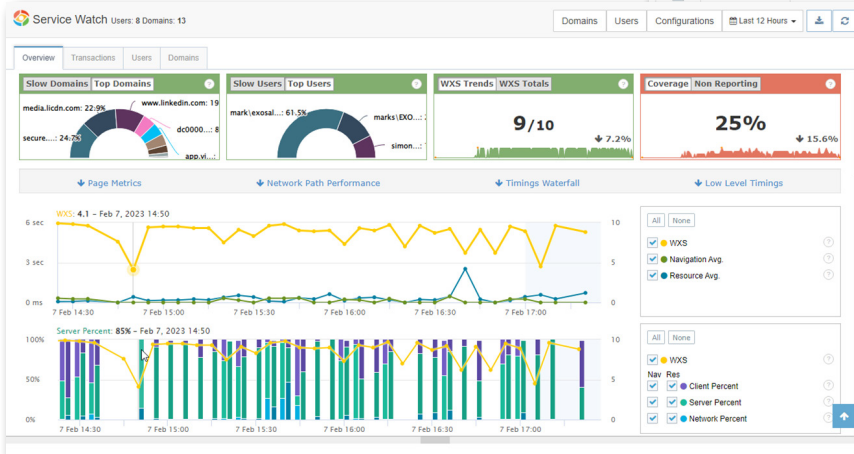 Service Watch Users: 8 Domains: 13
Domains Users Configurations Last 12 Hours
Overview Transactions Users Domains
Slow Domains Top Domains
media.licdn.com: 22.9%
www.linkedin.com: 19
secure....: 24.7%
dc0000...: 8
app.vi...:
Slow Users Top Users
mark\exosal...: 61.5%
marks\EXO...:
simon...:
WXS Trends WXS Totals
9/10
7.2%
Coverage Non Reporting
25%
15.6%
Page Metrics Network Path Performance Timings Waterfall Low Level Timings
WXS: 4.1 - Feb 7, 2023 14:50
6 sec
3 sec
0 ms
10
5
0
7 Feb 14:30 7 Feb 15:00 7 Feb 15:30 7 Feb 16:00 7 Feb 16:30 7 Feb 17:00
All None
WXS
Navigation Avg.
Resource Avg.
Server Percent: 85% - Feb 7, 2023 14:50
100%
50%
0%
10
5
0
7 Feb 14:30 7 Feb 15:00 7 Feb 15:30 7 Feb 16:00 7 Feb 16:30 7 Feb 17:00
All None
WXS
Nav Res
Client Percent
Server Percent
Network Percent